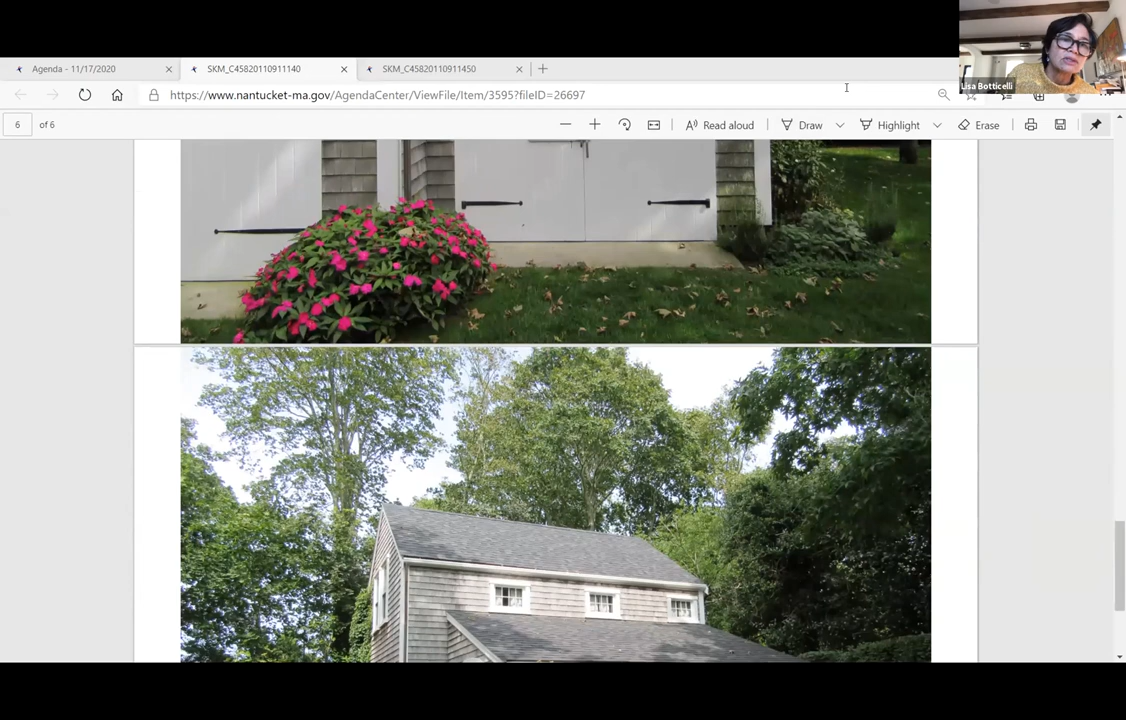 Agenda - 11/17/2020
SKM_C45820110911140
SKM_C45820110911450
https://www.nantucket-ma.gov/AgendaCenter/ViewFile/Item/3595?fileID=26697
Lisa Botticelli
6 of 6
Read aloud
Draw
Highlight
Erase